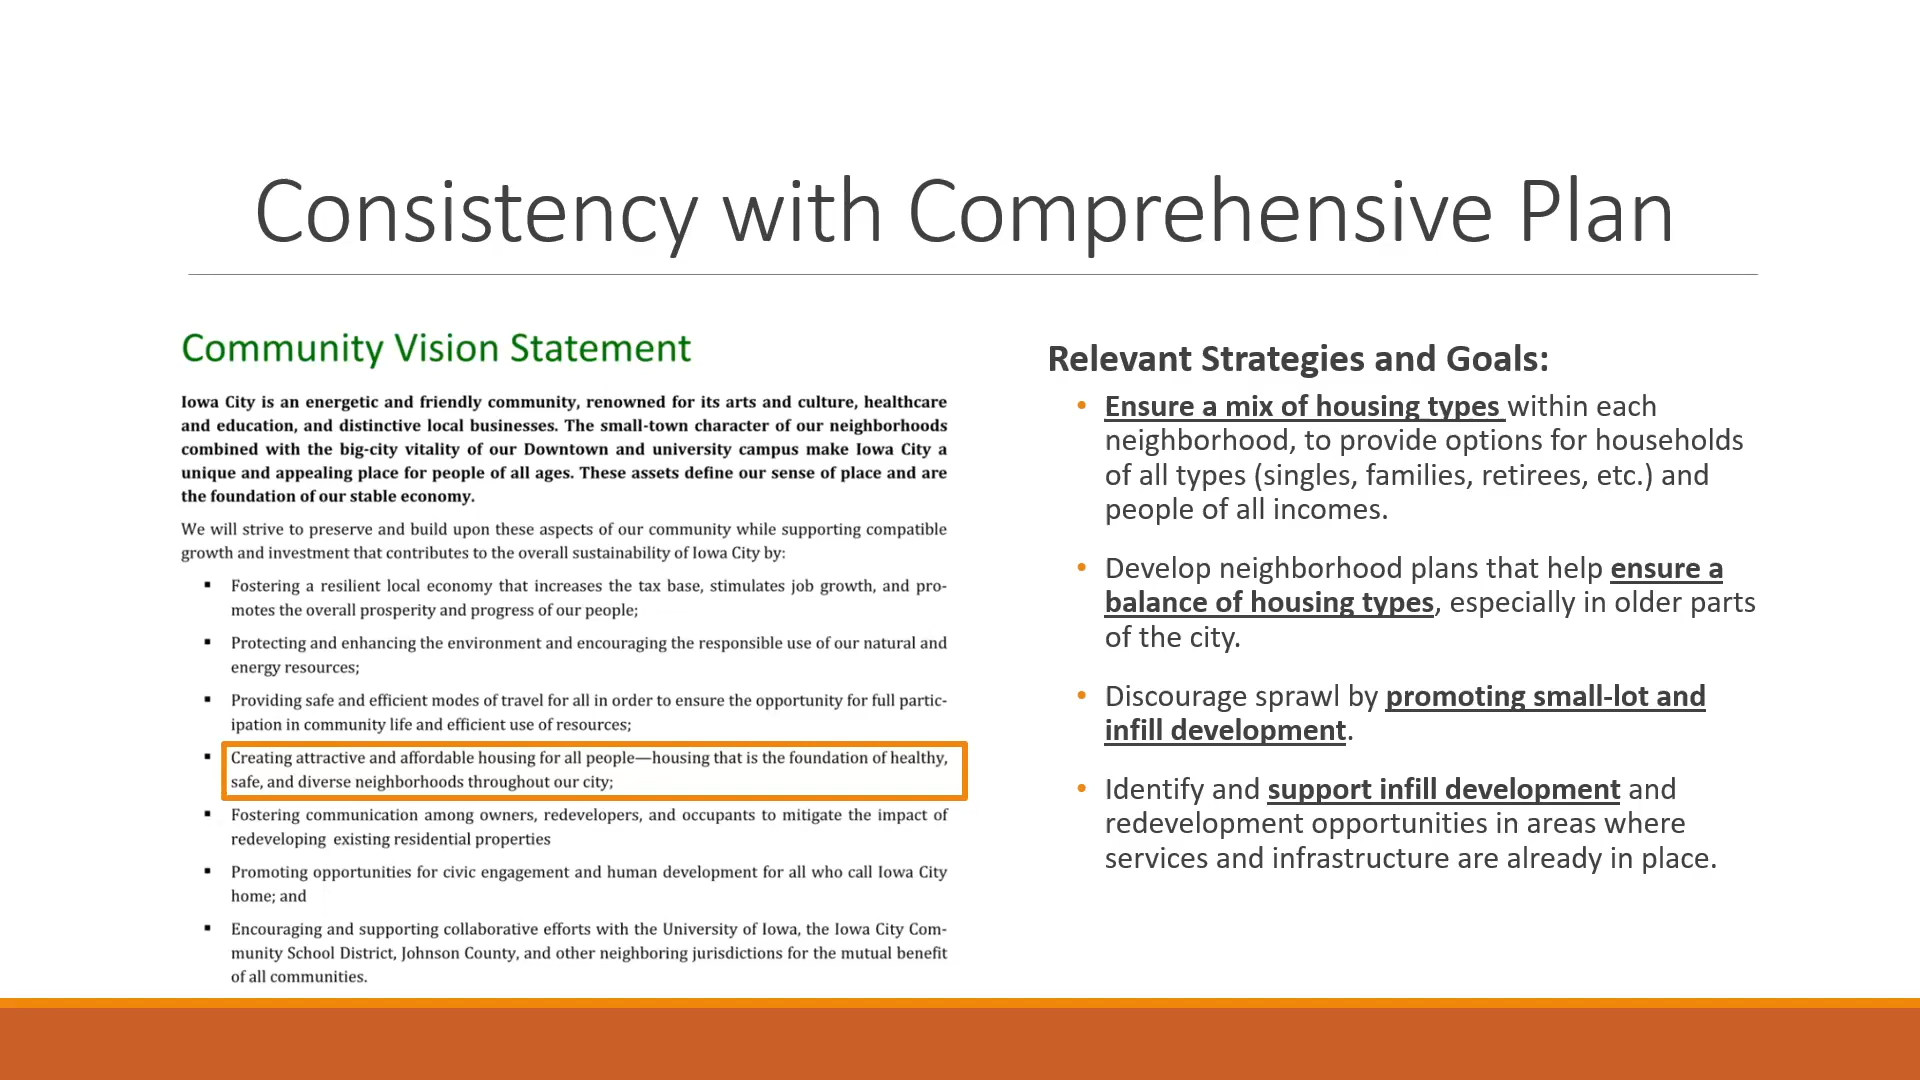 Consistency with Comprehensive Plan
Community Vision Statement
Iowa City is an energetic and friendly community, renowned for its arts and culture, healthcare
and education, and distinctive local businesses. The small-town character of our neighborhoods
combined with the big-city vitality of our Downtown and university campus make Iowa City a
unique and appealing place for people of all ages. These assets define our sense of place and are
the foundation of our stable economy.
We will strive to preserve and build upon these aspects of our community while supporting compatible
growth and investment that contributes to the overall sustainability of Iowa City by:
▪ Fostering a resilient local economy that increases the tax base, stimulates job growth, and pro-
motes the overall prosperity and progress of our people;
▪ Protecting and enhancing the environment and encouraging the responsible use of our natural and
energy resources;
▪ Providing safe and efficient modes of travel for all in order to ensure the opportunity for full partic-
ipation in community life and efficient use of resources;
▪ Creating attractive and affordable housing for all people—housing that is the foundation of healthy,
safe, and diverse neighborhoods throughout our city;
▪ Fostering communication among owners, redevelopers, and occupants to mitigate the impact of
redeveloping existing residential properties
▪ Promoting opportunities for civic engagement and human development for all who call Iowa City
home; and
▪ Encouraging and supporting collaborative efforts with the University of Iowa, the Iowa City Com-
munity School District, Johnson County, and other neighboring jurisdictions for the mutual benefit
of all communities.
Relevant Strategies and Goals:
• Ensure a mix of housing types within each
neighborhood, to provide options for households
of all types (singles, families, retirees, etc.) and
people of all incomes.
• Develop neighborhood plans that help ensure a
balance of housing types, especially in older parts
of the city.
• Discourage sprawl by promoting small-lot and
infill development.
• Identify and support infill development and
redevelopment opportunities in areas where
services and infrastructure are already in place.